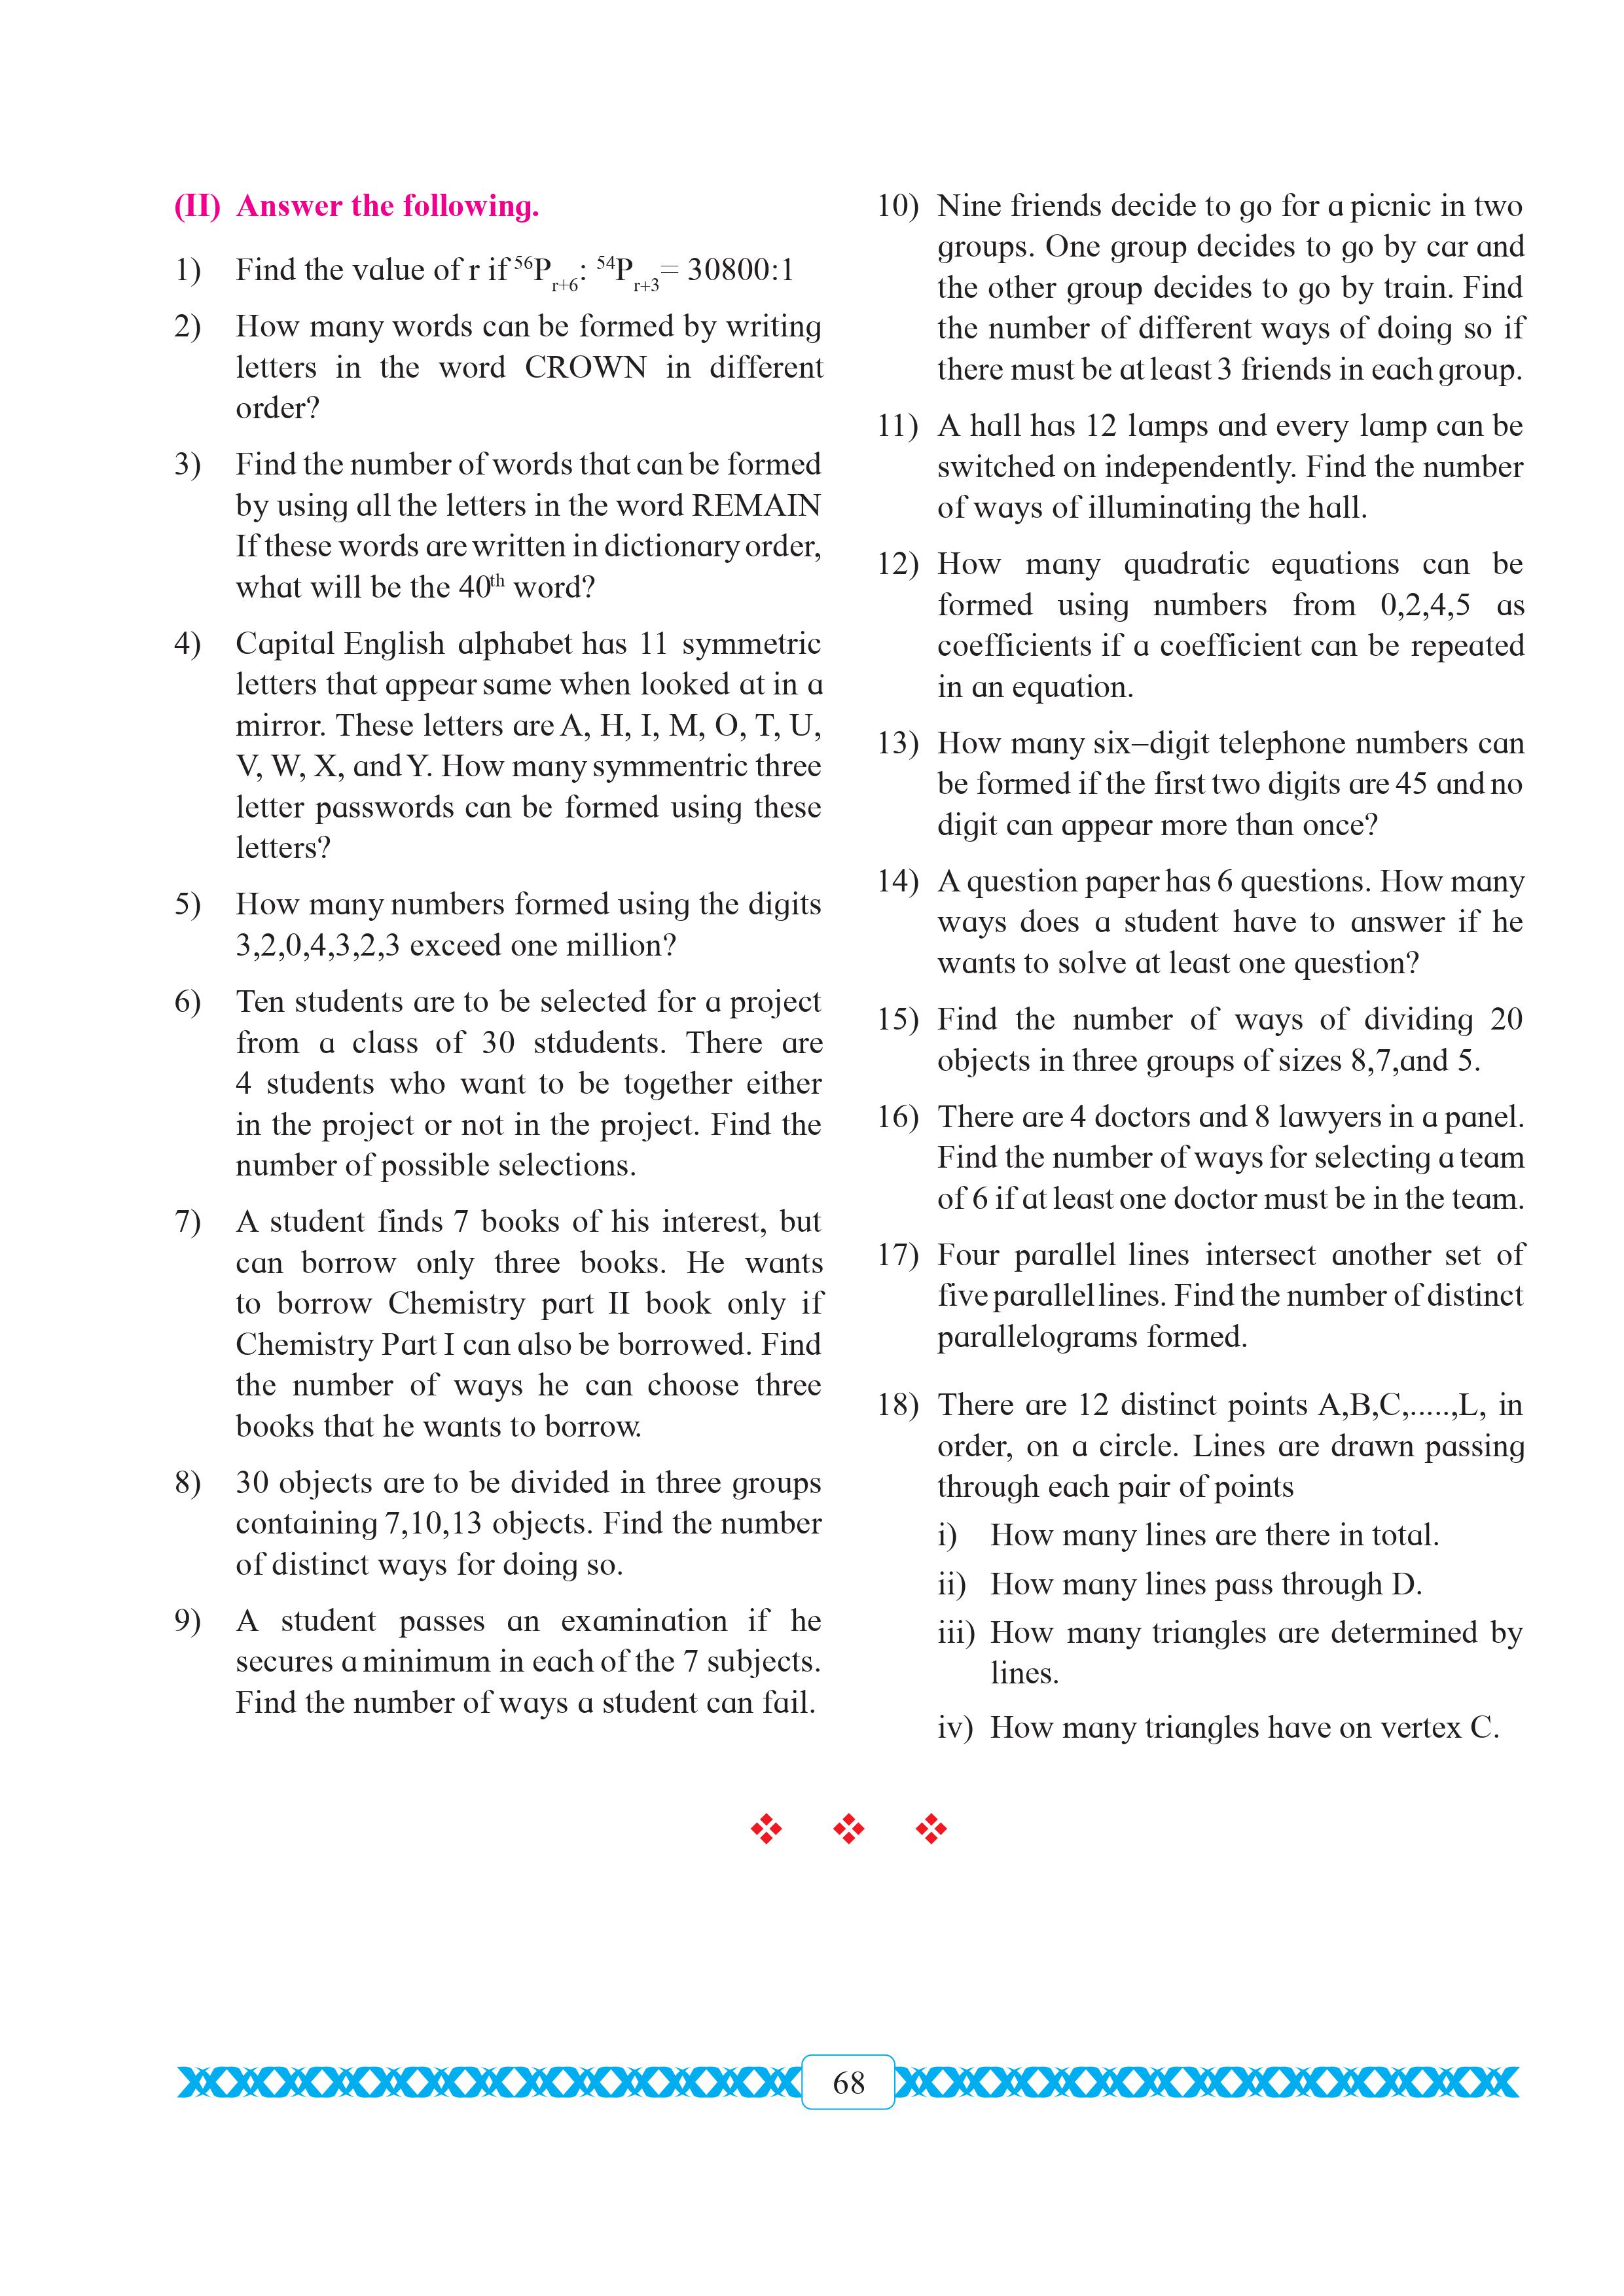 (II) Answer the following.
1) Find the value of r if ⁵⁶Pᵣ₊₆ : ⁵⁴Pᵣ₊₃ = 30800:1
2) How many words can be formed by writing
letters in the word CROWN in different
order?
3) Find the number of words that can be formed
by using all the letters in the word REMAIN
If these words are written in dictionary order,
what will be the 40th word?
4) Capital English alphabet has 11 symmetric
letters that appear same when looked at in a
mirror. These letters are A, H, I, M, O, T, U,
V, W, X, and Y. How many symmentric three
letter passwords can be formed using these
letters?
5) How many numbers formed using the digits
3,2,0,4,3,2,3 exceed one million?
6) Ten students are to be selected for a project
from a class of 30 stdudents. There are
4 students who want to be together either
in the project or not in the project. Find the
number of possible selections.
7) A student finds 7 books of his interest, but
can borrow only three books. He wants
to borrow Chemistry part II book only if
Chemistry Part I can also be borrowed. Find
the number of ways he can choose three
books that he wants to borrow.
8) 30 objects are to be divided in three groups
containing 7,10,13 objects. Find the number
of distinct ways for doing so.
9) A student passes an examination if he
secures a minimum in each of the 7 subjects.
Find the number of ways a student can fail.
10) Nine friends decide to go for a picnic in two
groups. One group decides to go by car and
the other group decides to go by train. Find
the number of different ways of doing so if
there must be at least 3 friends in each group.
11) A hall has 12 lamps and every lamp can be
switched on independently. Find the number
of ways of illuminating the hall.
12) How many quadratic equations can be
formed using numbers from 0,2,4,5 as
coefficients if a coefficient can be repeated
in an equation.
13) How many six–digit telephone numbers can
be formed if the first two digits are 45 and no
digit can appear more than once?
14) A question paper has 6 questions. How many
ways does a student have to answer if he
wants to solve at least one question?
15) Find the number of ways of dividing 20
objects in three groups of sizes 8,7,and 5.
16) There are 4 doctors and 8 lawyers in a panel.
Find the number of ways for selecting a team
of 6 if at least one doctor must be in the team.
17) Four parallel lines intersect another set of
five parallel lines. Find the number of distinct
parallelograms formed.
18) There are 12 distinct points A,B,C,.....,L, in
order, on a circle. Lines are drawn passing
through each pair of points
i) How many lines are there in total.
ii) How many lines pass through D.
iii) How many triangles are determined by
lines.
iv) How many triangles have on vertex C.
68